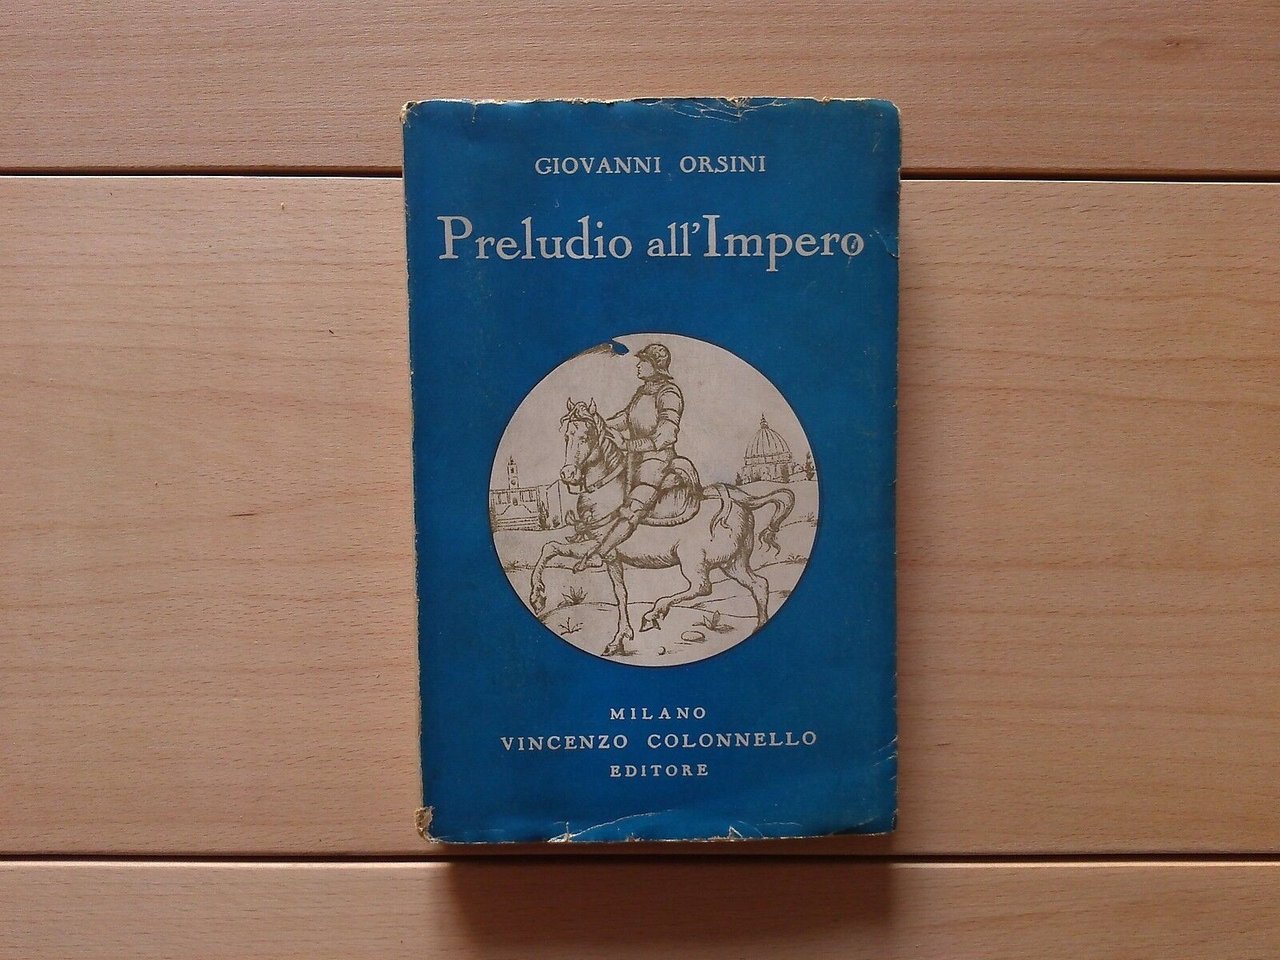 GIOVANNI ORSINI
Preludio all'Impero
MILANO
VINCENZO COLONNELLO
EDITORE